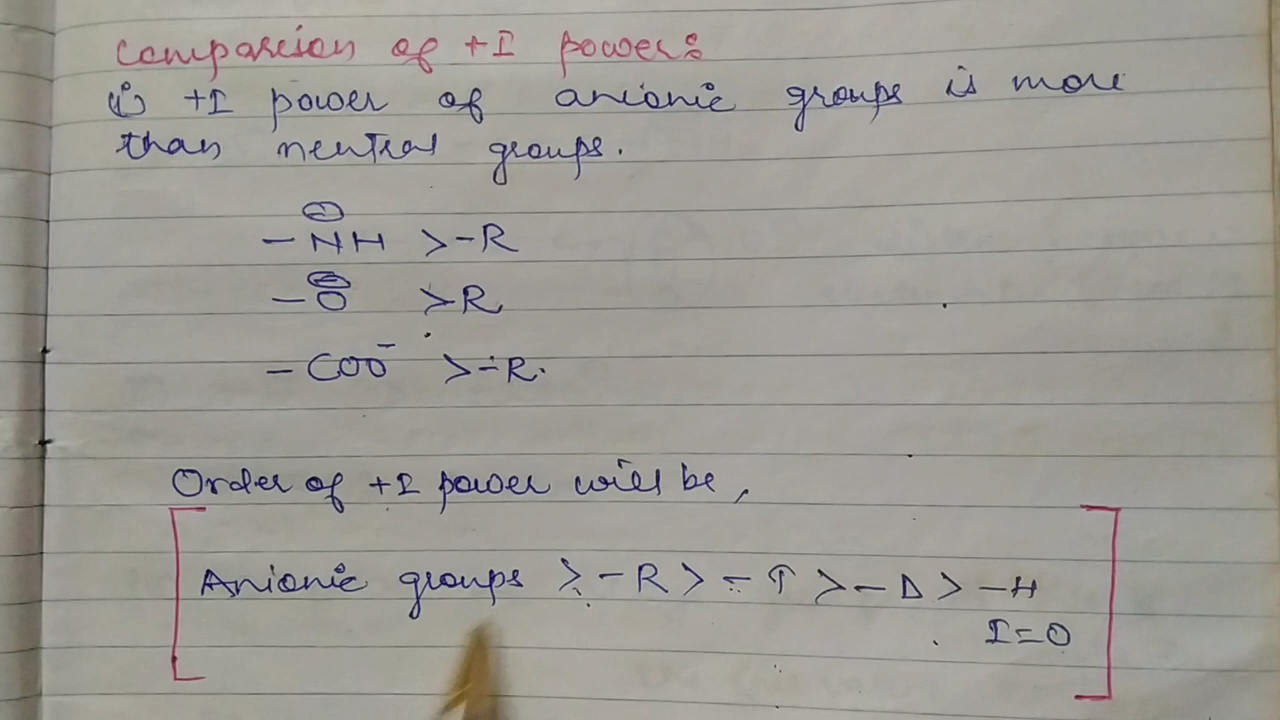 Comparsion of +I power:
(i) +I power of anionic groups is more
than neutral groups.
⊖
- NH > - R
⊖
- O > R
- COO⁻ > - R.
Order of +I power will be,
Anionic groups > - R > - T > - D > - H
I = 0